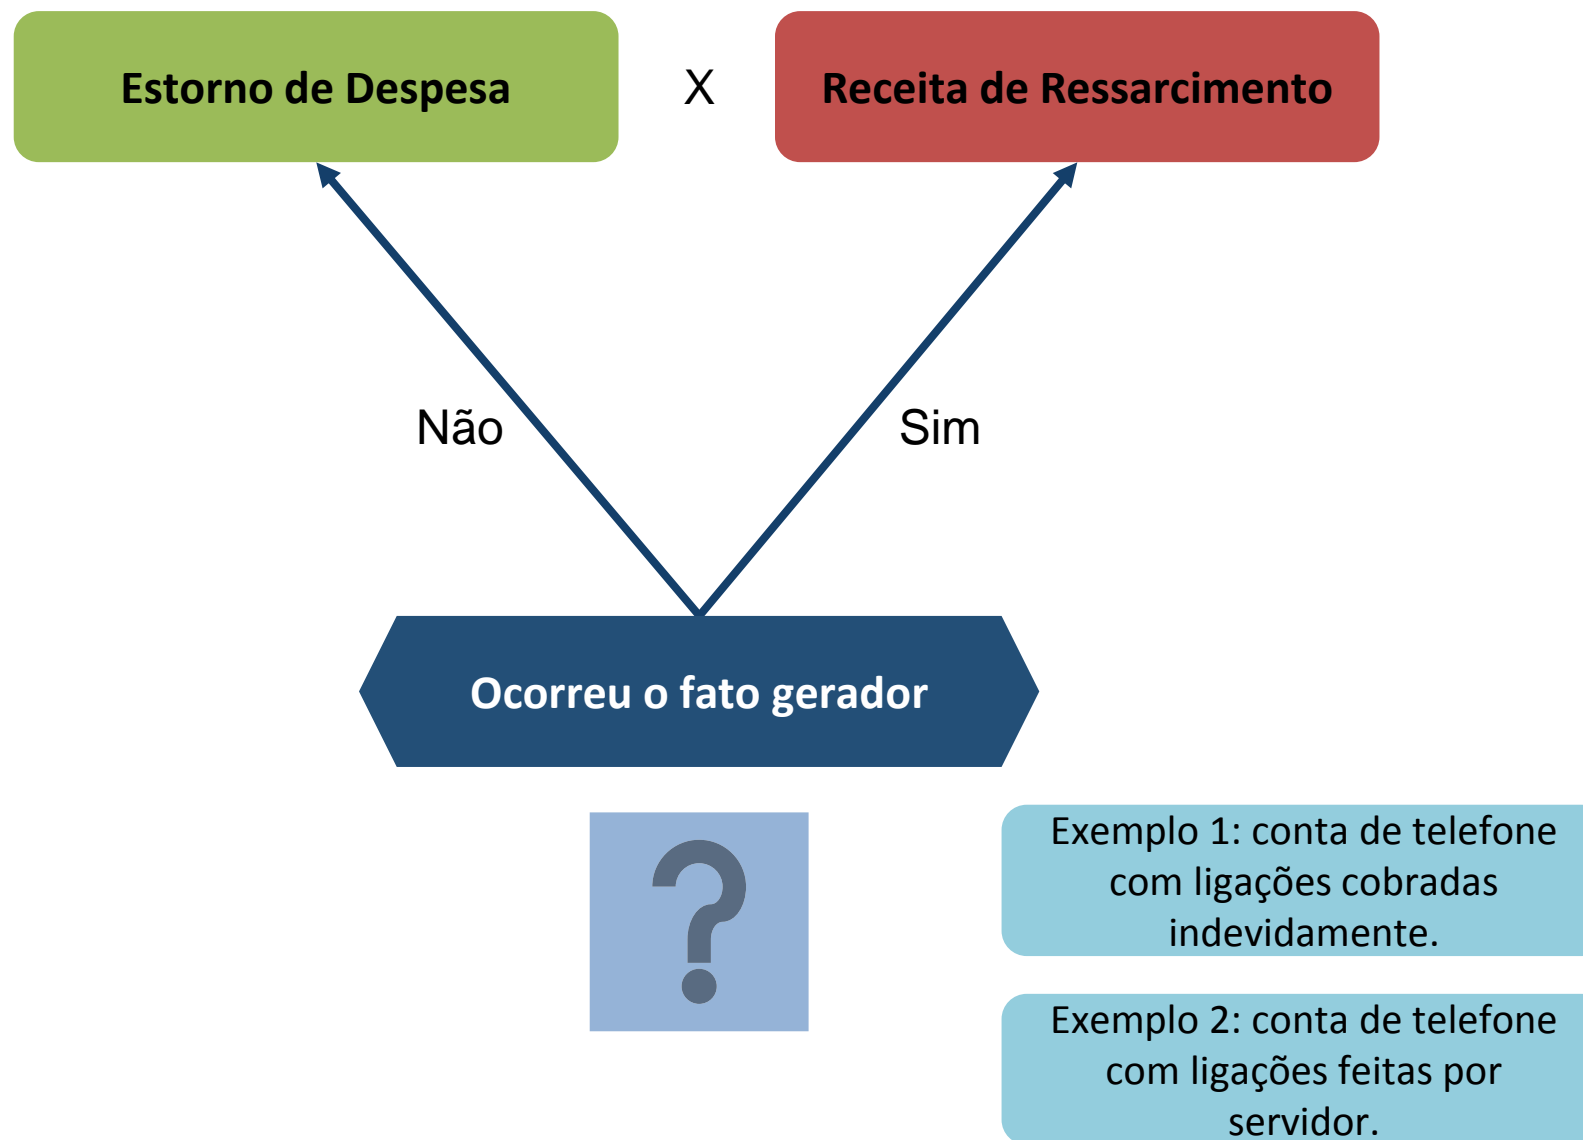 Estorno de Despesa
X
Receita de Ressarcimento
Não
Sim
Ocorreu o fato gerador
?
Exemplo 1: conta de telefone
com ligações cobradas
indevidamente.
Exemplo 2: conta de telefone
com ligações feitas por
servidor.